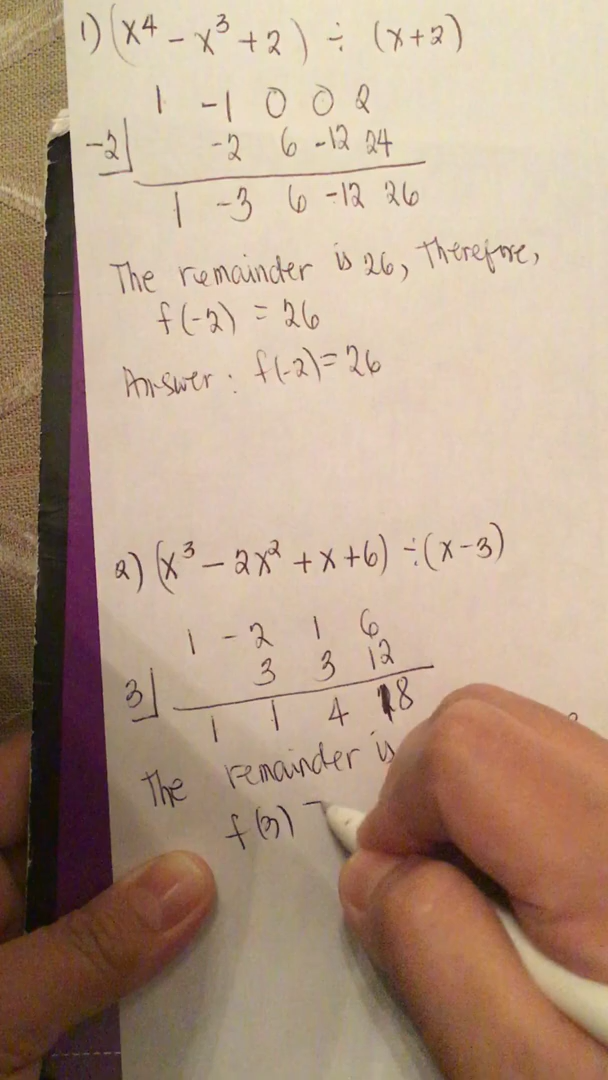 1) (x⁴ - x³ + 2) ÷ (x+2)
1 -1 0 0 2
-2 -2 6 -12 24
1 -3 6 -12 26
The remainder is 26, Therefore,
f(-2) = 26
Answer: f(-2) = 26
2) (x³ - 2x² + x + 6) ÷ (x-3)
1 -2 1 6
3 3 3 12
1 1 4 18
The remainder is
f(3)